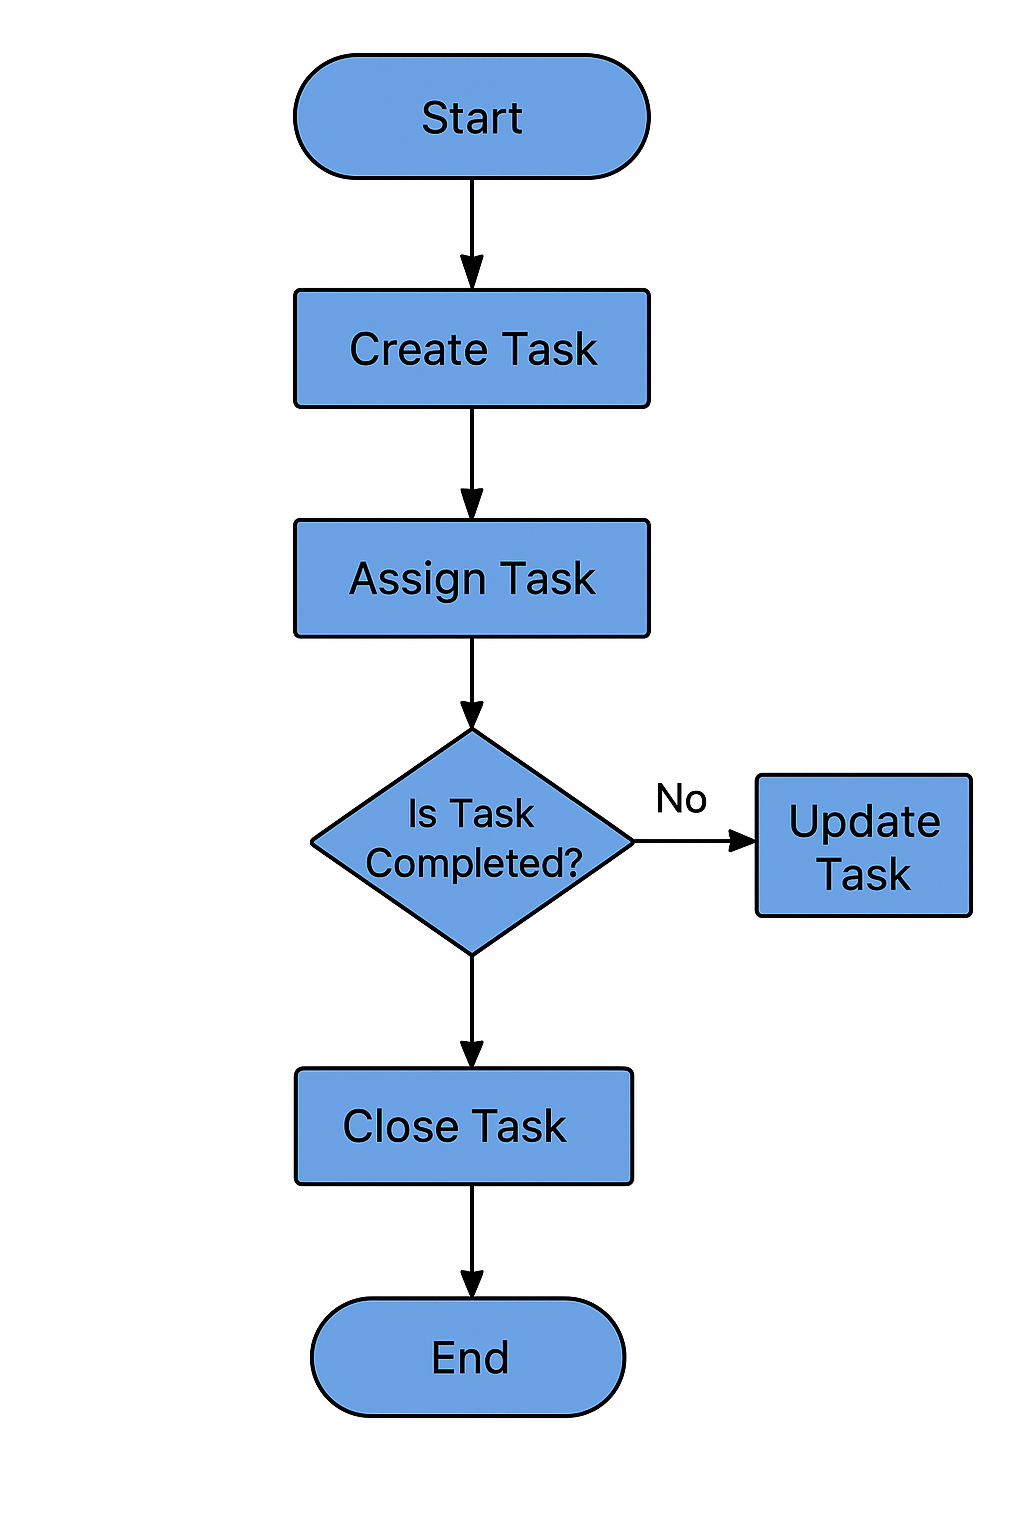 Start
Create Task
Assign Task
Is Task
Completed?
No
Update
Task
Close Task
End